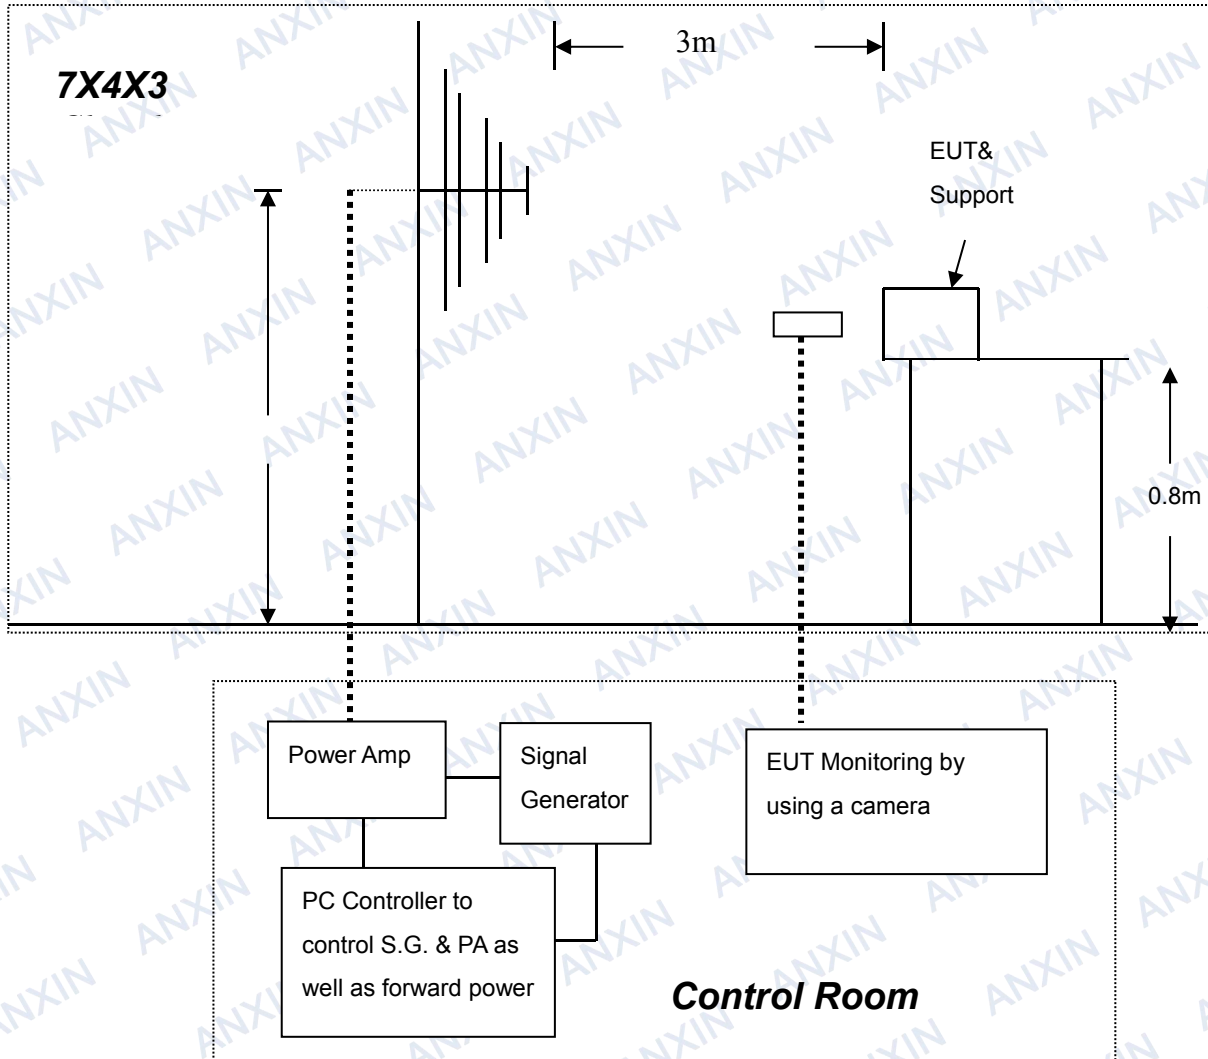 7X4X3
3m
EUT&
Support
0.8m
Power Amp
Signal
Generator
EUT Monitoring by
using a camera
PC Controller to
control S.G. & PA as
well as forward power
Control Room
ANXIN